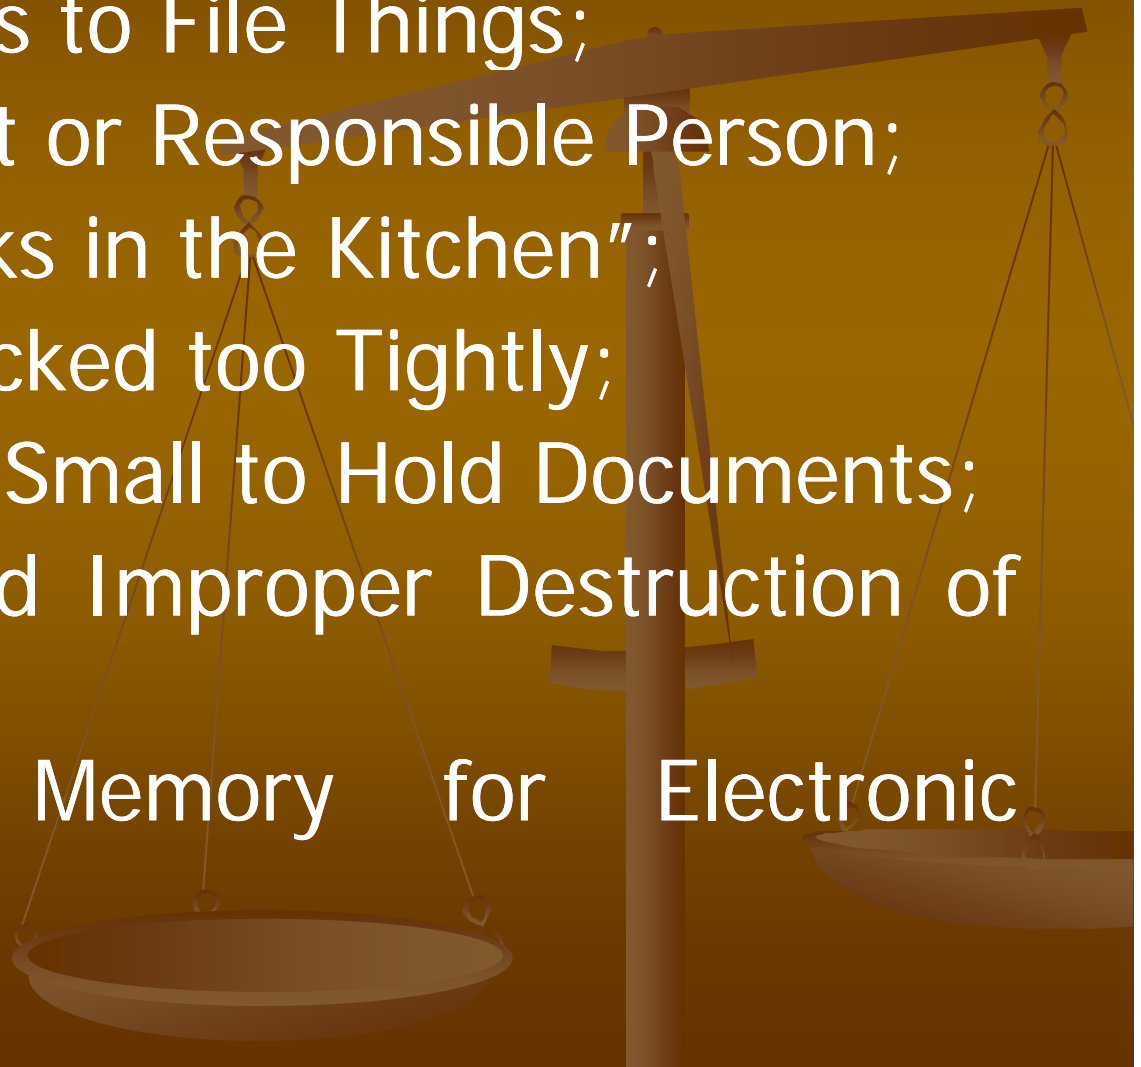 s to File Things;
t or Responsible Person;
ks in the Kitchen”;
cked too Tightly;
Small to Hold Documents;
d Improper Destruction of
Memory for Electronic